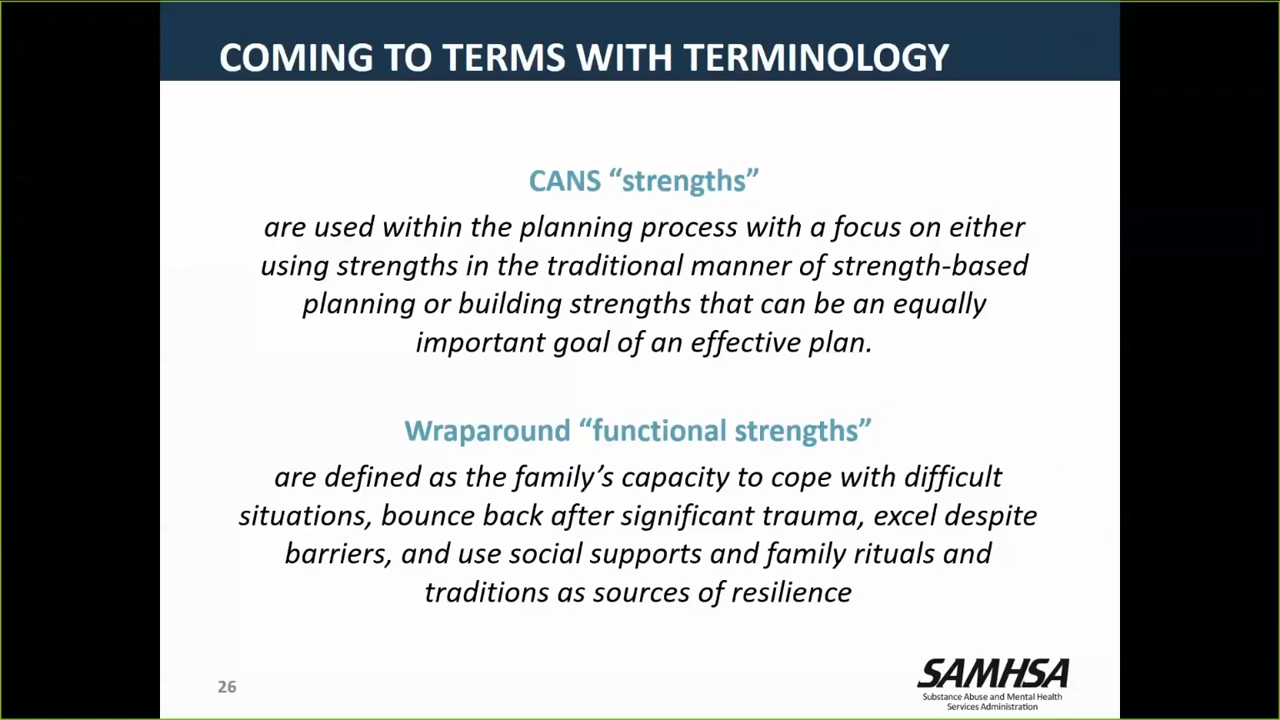 COMING TO TERMS WITH TERMINOLOGY
CANS “strengths”
are used within the planning process with a focus on either
using strengths in the traditional manner of strength-based
planning or building strengths that can be an equally
important goal of an effective plan.
Wraparound “functional strengths”
are defined as the family’s capacity to cope with difficult
situations, bounce back after significant trauma, excel despite
barriers, and use social supports and family rituals and
traditions as sources of resilience
26
SAMHSA
Substance Abuse and Mental Health
Services Administration